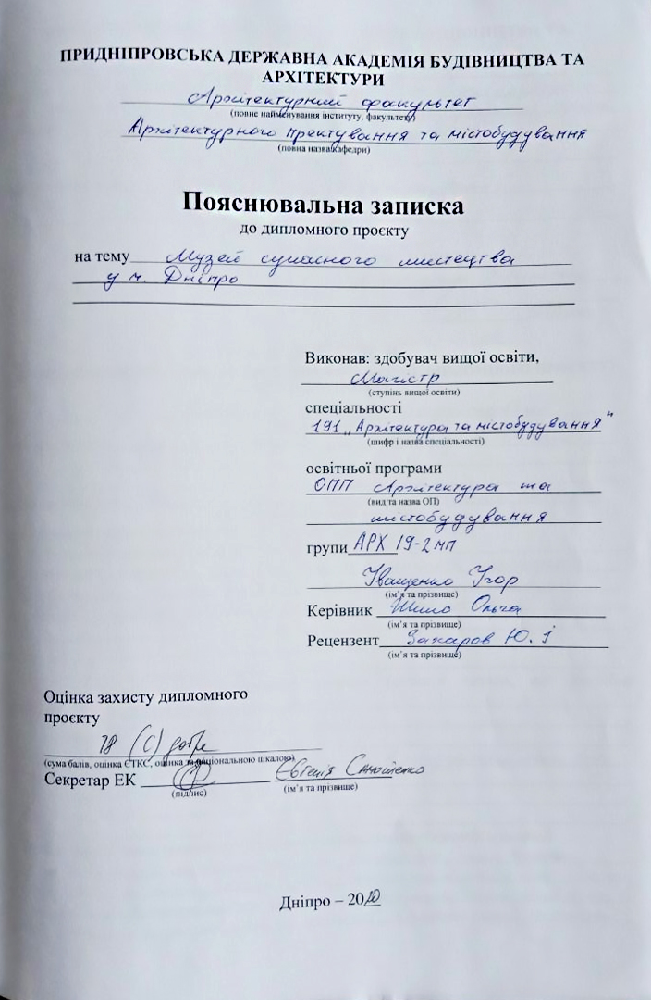 ПРИДНІПРОВСЬКА ДЕРЖАВНА АКАДЕМІЯ БУДІВНИЦТВА ТА
АРХІТЕКТУРИ
Архітектурний факультет
(повне найменування інституту, факультету)
Архітектурного проектування та містобудування
(повна назва кафедри)
Пояснювальна записка
до дипломного проєкту
на тему Музей сучасного мистецтва
у м. Дніпро
Виконав: здобувач вищої освіти,
Магістр
(ступінь вищої освіти)
спеціальності
191 „Архітектура та містобудування"
(шифр і назва спеціальності)
освітньої програми
ОПП Архітектура та
(вид та назва ОП)
містобудування
групи АРХ 19-2мп
Іващенко Ігор
(ім'я та прізвище)
Керівник Шило Ольга
(ім'я та прізвище)
Рецензент Захаров Ю. І
(ім'я та прізвище)
Оцінка захисту дипломного
проєкту
78 (C) добре
(сума балів, оцінка ЄТКС, оцінка за національною шкалою)
Секретар ЕК Євгенія
(підпис) (ім'я та прізвище)
Дніпро – 2020